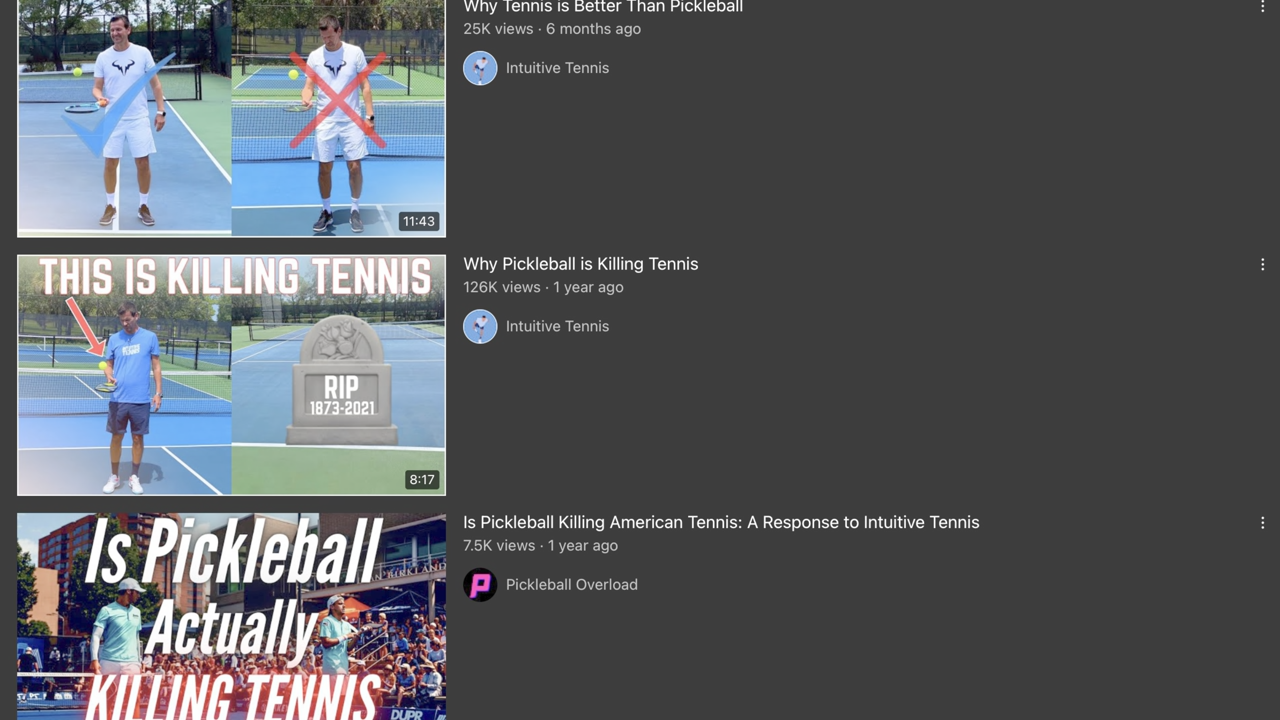 Why Tennis is Better Than Pickleball
25K views · 6 months ago
Intuitive Tennis
11:43
THIS IS KILLING TENNIS
RIP
1873-2021
8:17
Why Pickleball is Killing Tennis
126K views · 1 year ago
Intuitive Tennis
Is Pickleball
Actually
KILLING TENNIS
DUPR
Is Pickleball Killing American Tennis: A Response to Intuitive Tennis
7.5K views · 1 year ago
P
Pickleball Overload